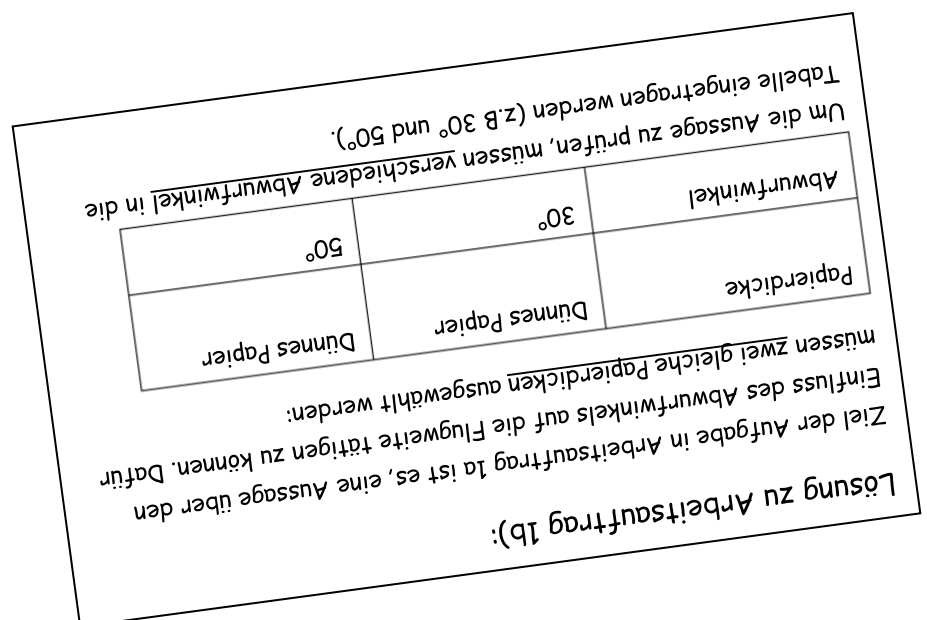 Lösung zu Arbeitsauftrag 1b):
Ziel der Aufgabe in Arbeitsauftrag 1a ist es, eine Aussage über den
Einfluss des Abwurfwinkels auf die Flugweite tätigen zu können. Dafür
müssen zwei gleiche Papierdicken ausgewählt werden:
Papierdicke Dünnes Papier Dünnes Papier
Abwurfwinkel 30° 50°
Um die Aussage zu prüfen, müssen verschiedene Abwurfwinkel in die
Tabelle eingetragen werden (z.B 30° und 50°).